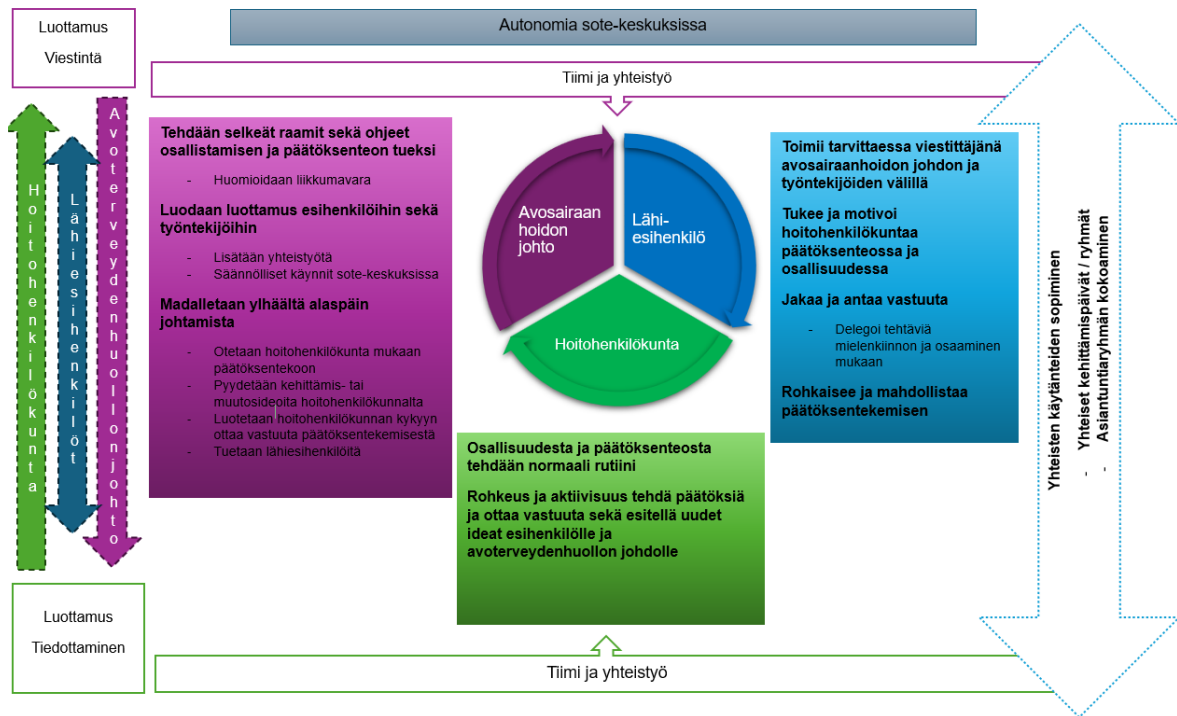 Luottamus
Viestintä
Autonomia sote-keskuksissa
Tiimi ja yhteistyö
Hoitohenkilökunta
Lähiesihenkilöt
Avoterveydenhuollonjohto
Tehdään selkeät raamit sekä ohjeet
osallistamisen ja päätöksenteon tueksi
- Huomioidaan liikkumavara
Luodaan luottamus esihenkilöihin sekä
työntekijöihin
- Lisätään yhteistyötä
- Säännölliset käynnit sote-keskuksissa
Madalletaan ylhäältä alaspäin
johtamista
- Otetaan hoitohenkilökunta mukaan
päätöksentekoon
- Pyydetään kehittämis- tai
muutosideoita hoitohenkilökunnalta
- Luotetaan hoitohenkilökunnan kykyyn
ottaa vastuuta päätöksentekemisestä
- Tuetaan lähiesihenkilöitä
Avosairaan
hoidon
johto
Lähi-
esihenkilö
Hoitohenkilökunta
Toimii tarvittaessa viestittäjänä
avosairaanhoidon johdon ja
työntekijöiden välillä
Tukee ja motivoi
hoitohenkilökuntaa
päätöksenteossa ja
osallisuudessa
Jakaa ja antaa vastuuta
- Delegoi tehtäviä
mielenkiinnon ja osaaminen
mukaan
Rohkaisee ja mahdollistaa
päätöksentekemisen
Osallisuudesta ja päätöksenteosta
tehdään normaali rutiini
Rohkeus ja aktiivisuus tehdä päätöksiä
ja ottaa vastuuta sekä esitellä uudet
ideat esihenkilölle ja
avoterveydenhuollon johdolle
Yhteisten käytänteiden sopiminen
- Yhteiset kehittämispäivät / ryhmät
- Asiantuntiaryhmän kokoaminen
Luottamus
Tiedottaminen
Tiimi ja yhteistyö